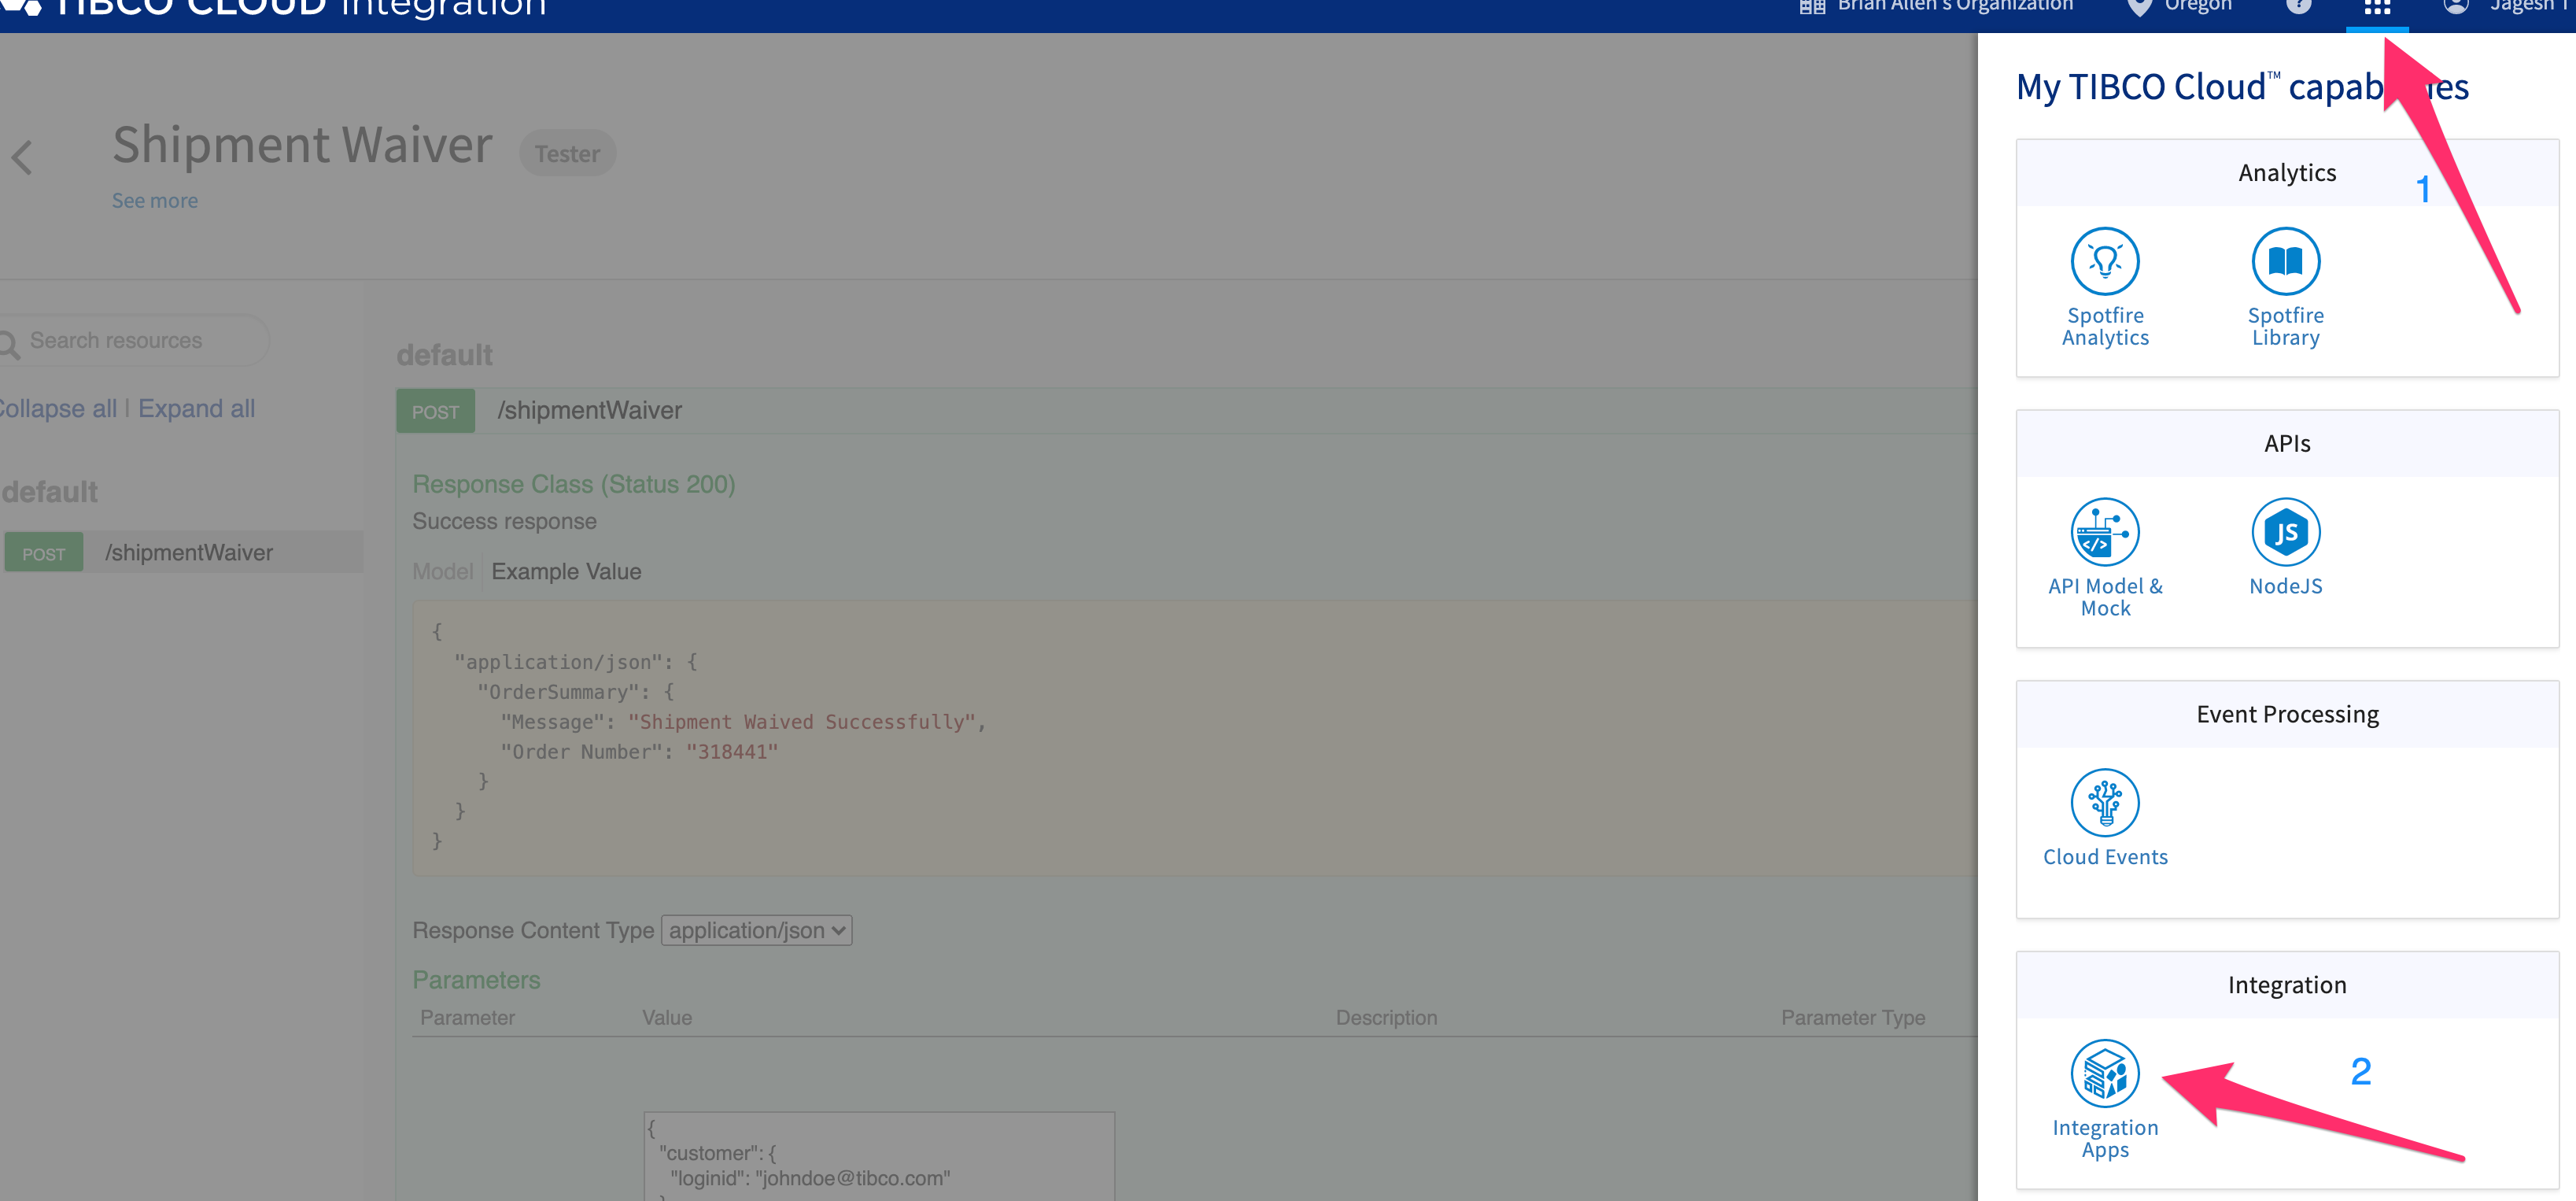 TIBCO CLOUD Integration
Brian Allen's Organization
Oregon
?
Jagesh T
Shipment Waiver
Tester
See more
Search resources
Collapse all | Expand all
default
POST /shipmentWaiver
default
POST /shipmentWaiver
Response Class (Status 200)
Success response
Model Example Value
{
"application/json": {
"OrderSummary": {
"Message": "Shipment Waived Successfully",
"Order Number": "318441"
}
}
}
Response Content Type application/json
Parameters
Parameter Value Description Parameter Type
{
"customer": {
"loginid": "johndoe@tibco.com"
My TIBCO Cloud™
Analytics
1
Spotfire
Analytics
Spotfire
Library
APIs
</>
API Model &
Mock
JS
NodeJS
Event Processing
Cloud Events
Integration
2
Integration
Apps